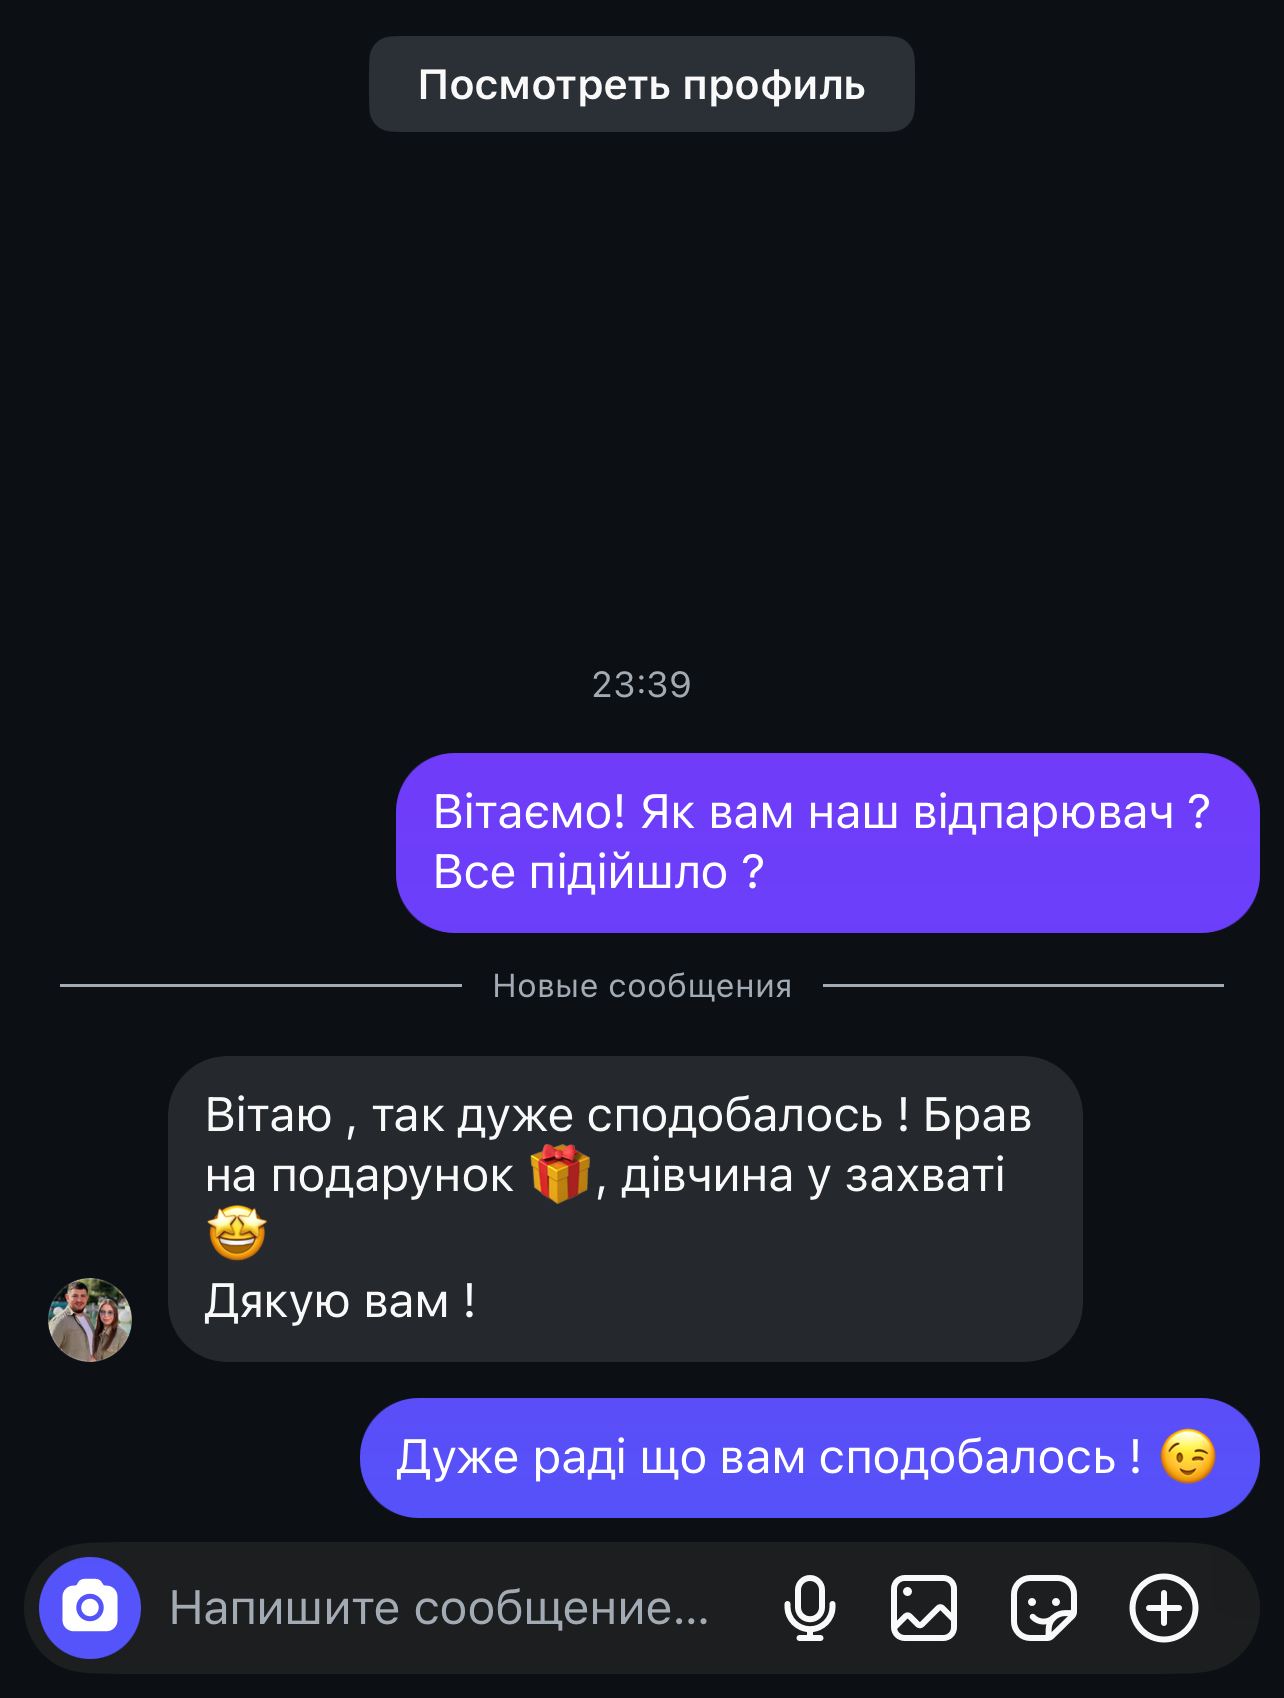 Посмотреть профиль
23:39
Вітаємо! Як вам наш відпарювач ?
Все підійшло ?
Новые сообщения
Вітаю , так дуже сподобалось ! Брав
на подарунок 🎁, дівчина у захваті
🤩
Дякую вам !
Дуже раді що вам сподобалось ! 😉
Напишите сообщение...